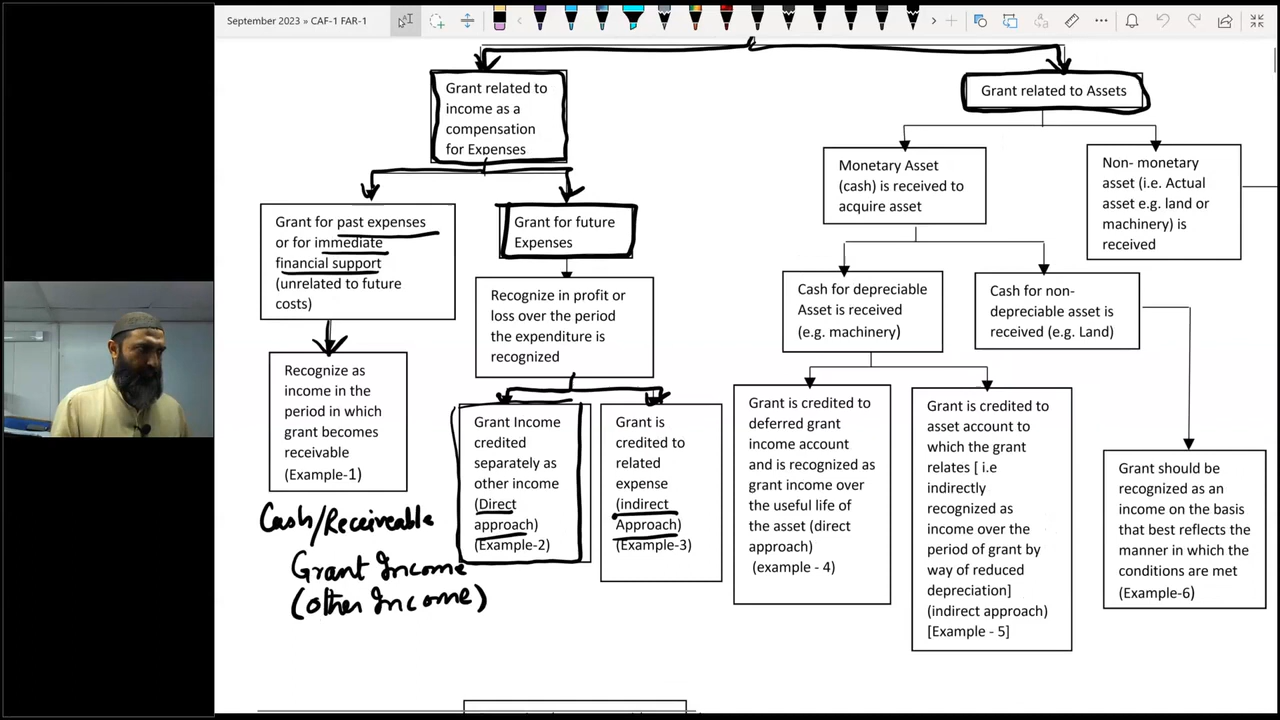 September 2023 » CAF-1 FAR-1
Grant related to
income as a
compensation
for Expenses
Grant related to Assets
Grant for past expenses
or for immediate
financial support
(unrelated to future
costs)
Grant for future
Expenses
Monetary Asset
(cash) is received to
acquire asset
Non- monetary
asset (i.e. Actual
asset e.g. land or
machinery) is
received
Recognize as
income in the
period in which
grant becomes
receivable
(Example-1)
Recognize in profit or
loss over the period
the expenditure is
recognized
Cash for depreciable
Asset is received
(e.g. machinery)
Cash for non-
depreciable asset is
received (e.g. Land)
Grant Income
credited
separately as
other income
(Direct
approach)
(Example-2)
Grant is
credited to
related
expense
(indirect
Approach)
(Example-3)
Grant is credited to
deferred grant
income account
and is recognized as
grant income over
the useful life of
the asset (direct
approach)
(example - 4)
Grant is credited to
asset account to
which the grant
relates [ i.e
indirectly
recognized as
income over the
period of grant by
way of reduced
depreciation]
(indirect approach)
[Example - 5]
Grant should be
recognized as an
income on the basis
that best reflects the
manner in which the
conditions are met
(Example-6)
Cash/Receiveable
Grant Income
(other Income)